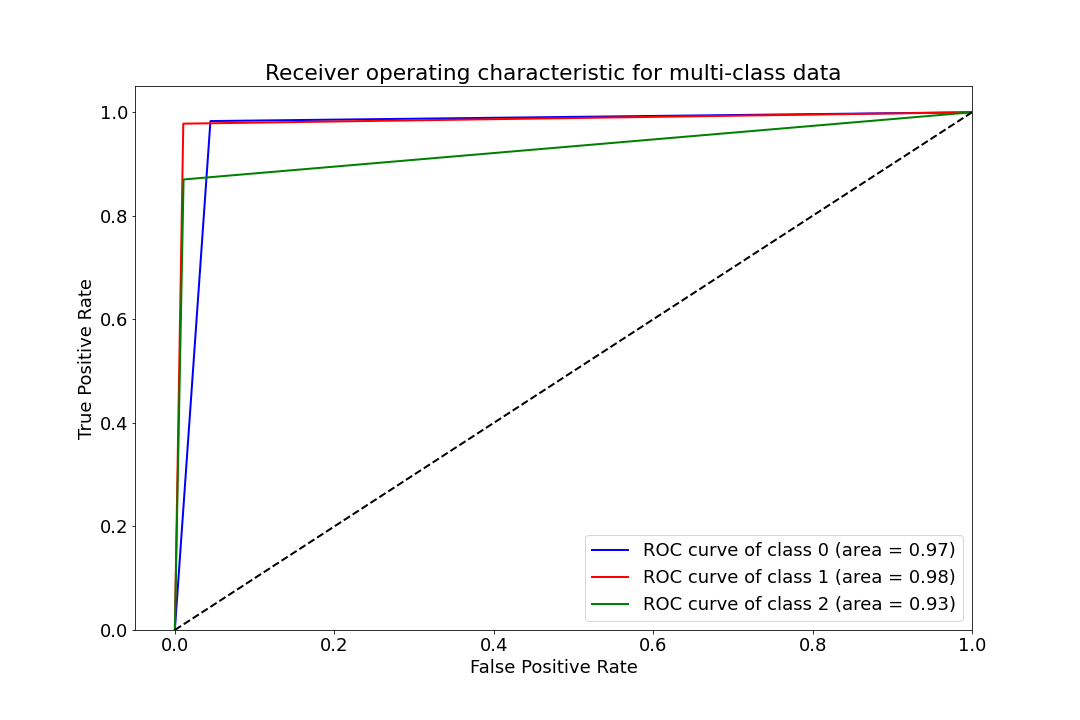 Receiver operating characteristic for multi-class data
1.0
0.8
0.6
0.4
0.2
0.0
True Positive Rate
ROC curve of class 0 (area = 0.97)
ROC curve of class 1 (area = 0.98)
ROC curve of class 2 (area = 0.93)
0.0 0.2 0.4 0.6 0.8 1.0
False Positive Rate